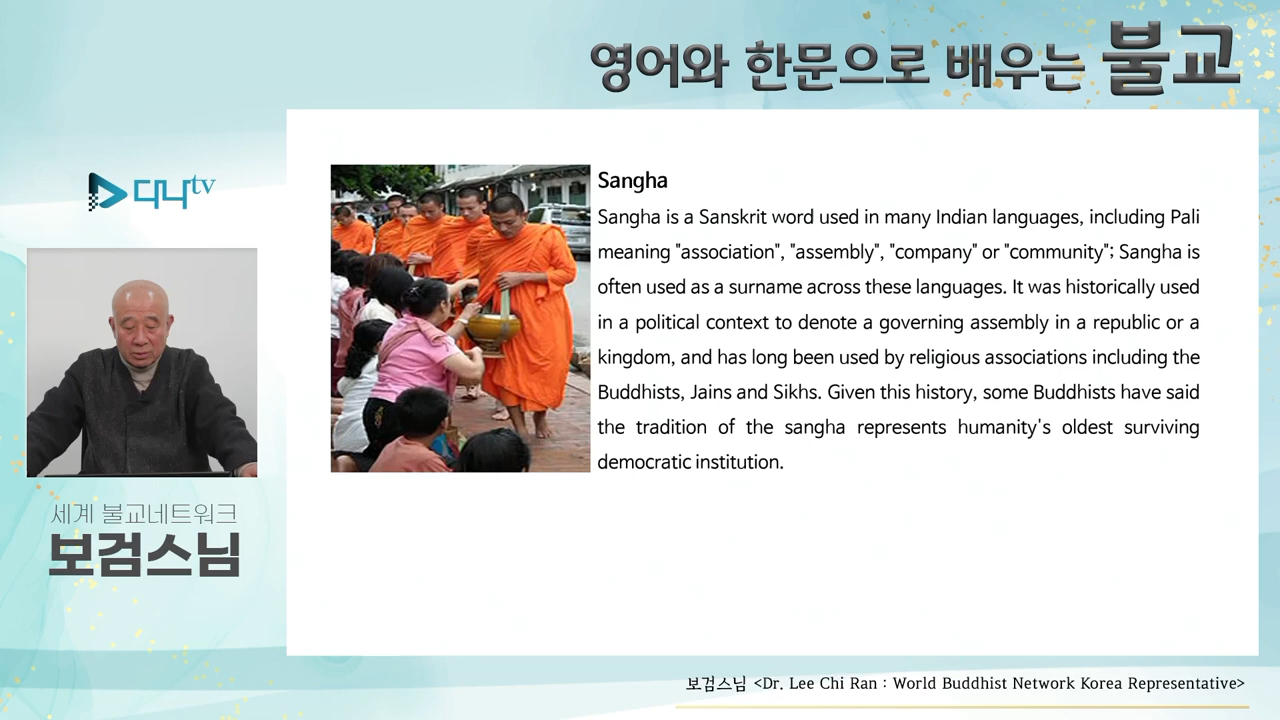 영어와 한문으로 배우는 불교
디나tv
Sangha
Sangha is a Sanskrit word used in many Indian languages, including Pali
meaning "association", "assembly", "company" or "community"; Sangha is
often used as a surname across these languages. It was historically used
in a political context to denote a governing assembly in a republic or a
kingdom, and has long been used by religious associations including the
Buddhists, Jains and Sikhs. Given this history, some Buddhists have said
the tradition of the sangha represents humanity's oldest surviving
democratic institution.
세계 불교네트워크
보검스님
보검스님 <Dr. Lee Chi Ran : World Buddhist Network Korea Representative>